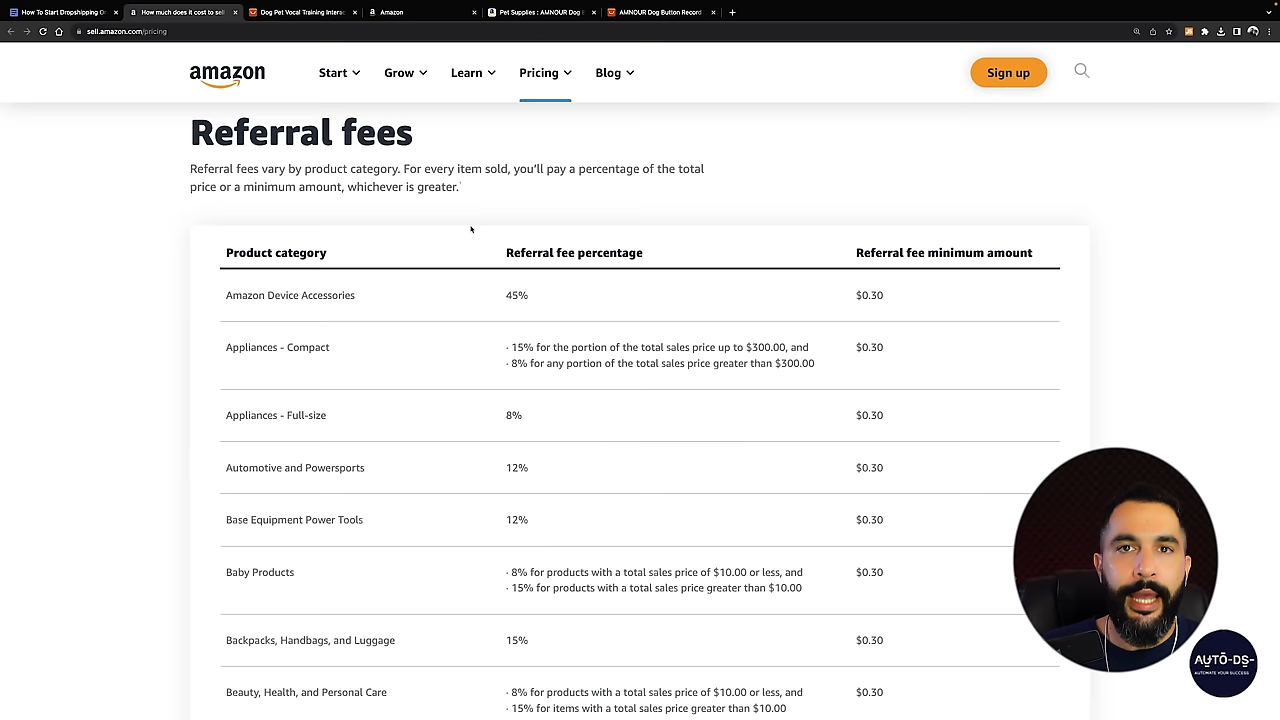 How To Start Dropshipping O
How much does it cost to sell
Dog Pet Vocal Training Interac
Amazon
Pet Supplies : AMNOUR Dog B
AMNOUR Dog Button Record
sell.amazon.com/pricing
amazon
Start
Grow
Learn
Pricing
Blog
Sign up
Referral fees
Referral fees vary by product category. For every item sold, you’ll pay a percentage of the total
price or a minimum amount, whichever is greater.
Product category
Referral fee percentage
Referral fee minimum amount
Amazon Device Accessories
45%
$0.30
Appliances - Compact
· 15% for the portion of the total sales price up to $300.00, and
· 8% for any portion of the total sales price greater than $300.00
$0.30
Appliances - Full-size
8%
$0.30
Automotive and Powersports
12%
$0.30
Base Equipment Power Tools
12%
$0.30
Baby Products
· 8% for products with a total sales price of $10.00 or less, and
· 15% for products with a total sales price greater than $10.00
$0.30
Backpacks, Handbags, and Luggage
15%
$0.30
Beauty, Health, and Personal Care
· 8% for products with a total sales price of $10.00 or less, and
· 15% for items with a total sales price greater than $10.00
$0.30
AUTO-DS-
AUTOMATE YOUR SUCCESS